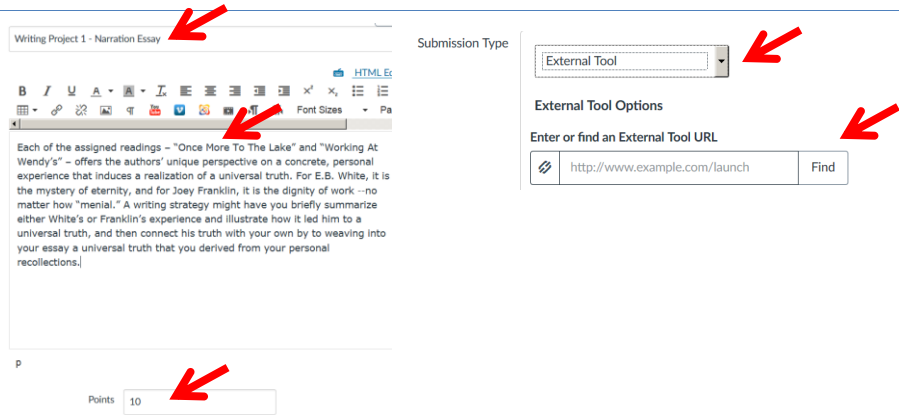 Writing Project 1 - Narration Essay
HTML Ed
B I U A A Ix x² x₂
Font Sizes Pa
Each of the assigned readings – “Once More To The Lake” and “Working At
Wendy’s” – offers the authors’ unique perspective on a concrete, personal
experience that induces a realization of a universal truth. For E.B. White, it is
the mystery of eternity, and for Joey Franklin, it is the dignity of work --no
matter how “menial.” A writing strategy might have you briefly summarize
either White’s or Franklin’s experience and illustrate how it led him to a
universal truth, and then connect his truth with your own by to weaving into
your essay a universal truth that you derived from your personal
recollections.
p
Points 10
Submission Type External Tool
External Tool Options
Enter or find an External Tool URL
http://www.example.com/launch Find